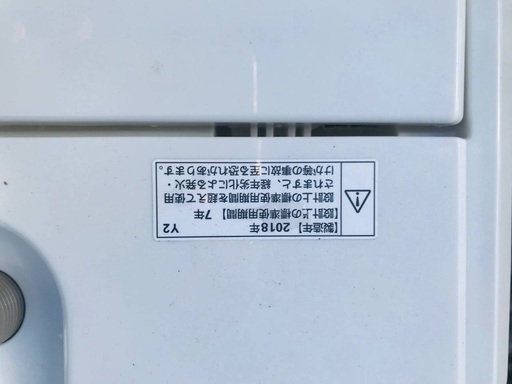 【製造年】2018年 Y2
【設計上の標準使用期間】7年
設計上の標準使用期間を超えて使用
されますと、経年劣化による発火・
けが等の事故に至る恐れがあります。